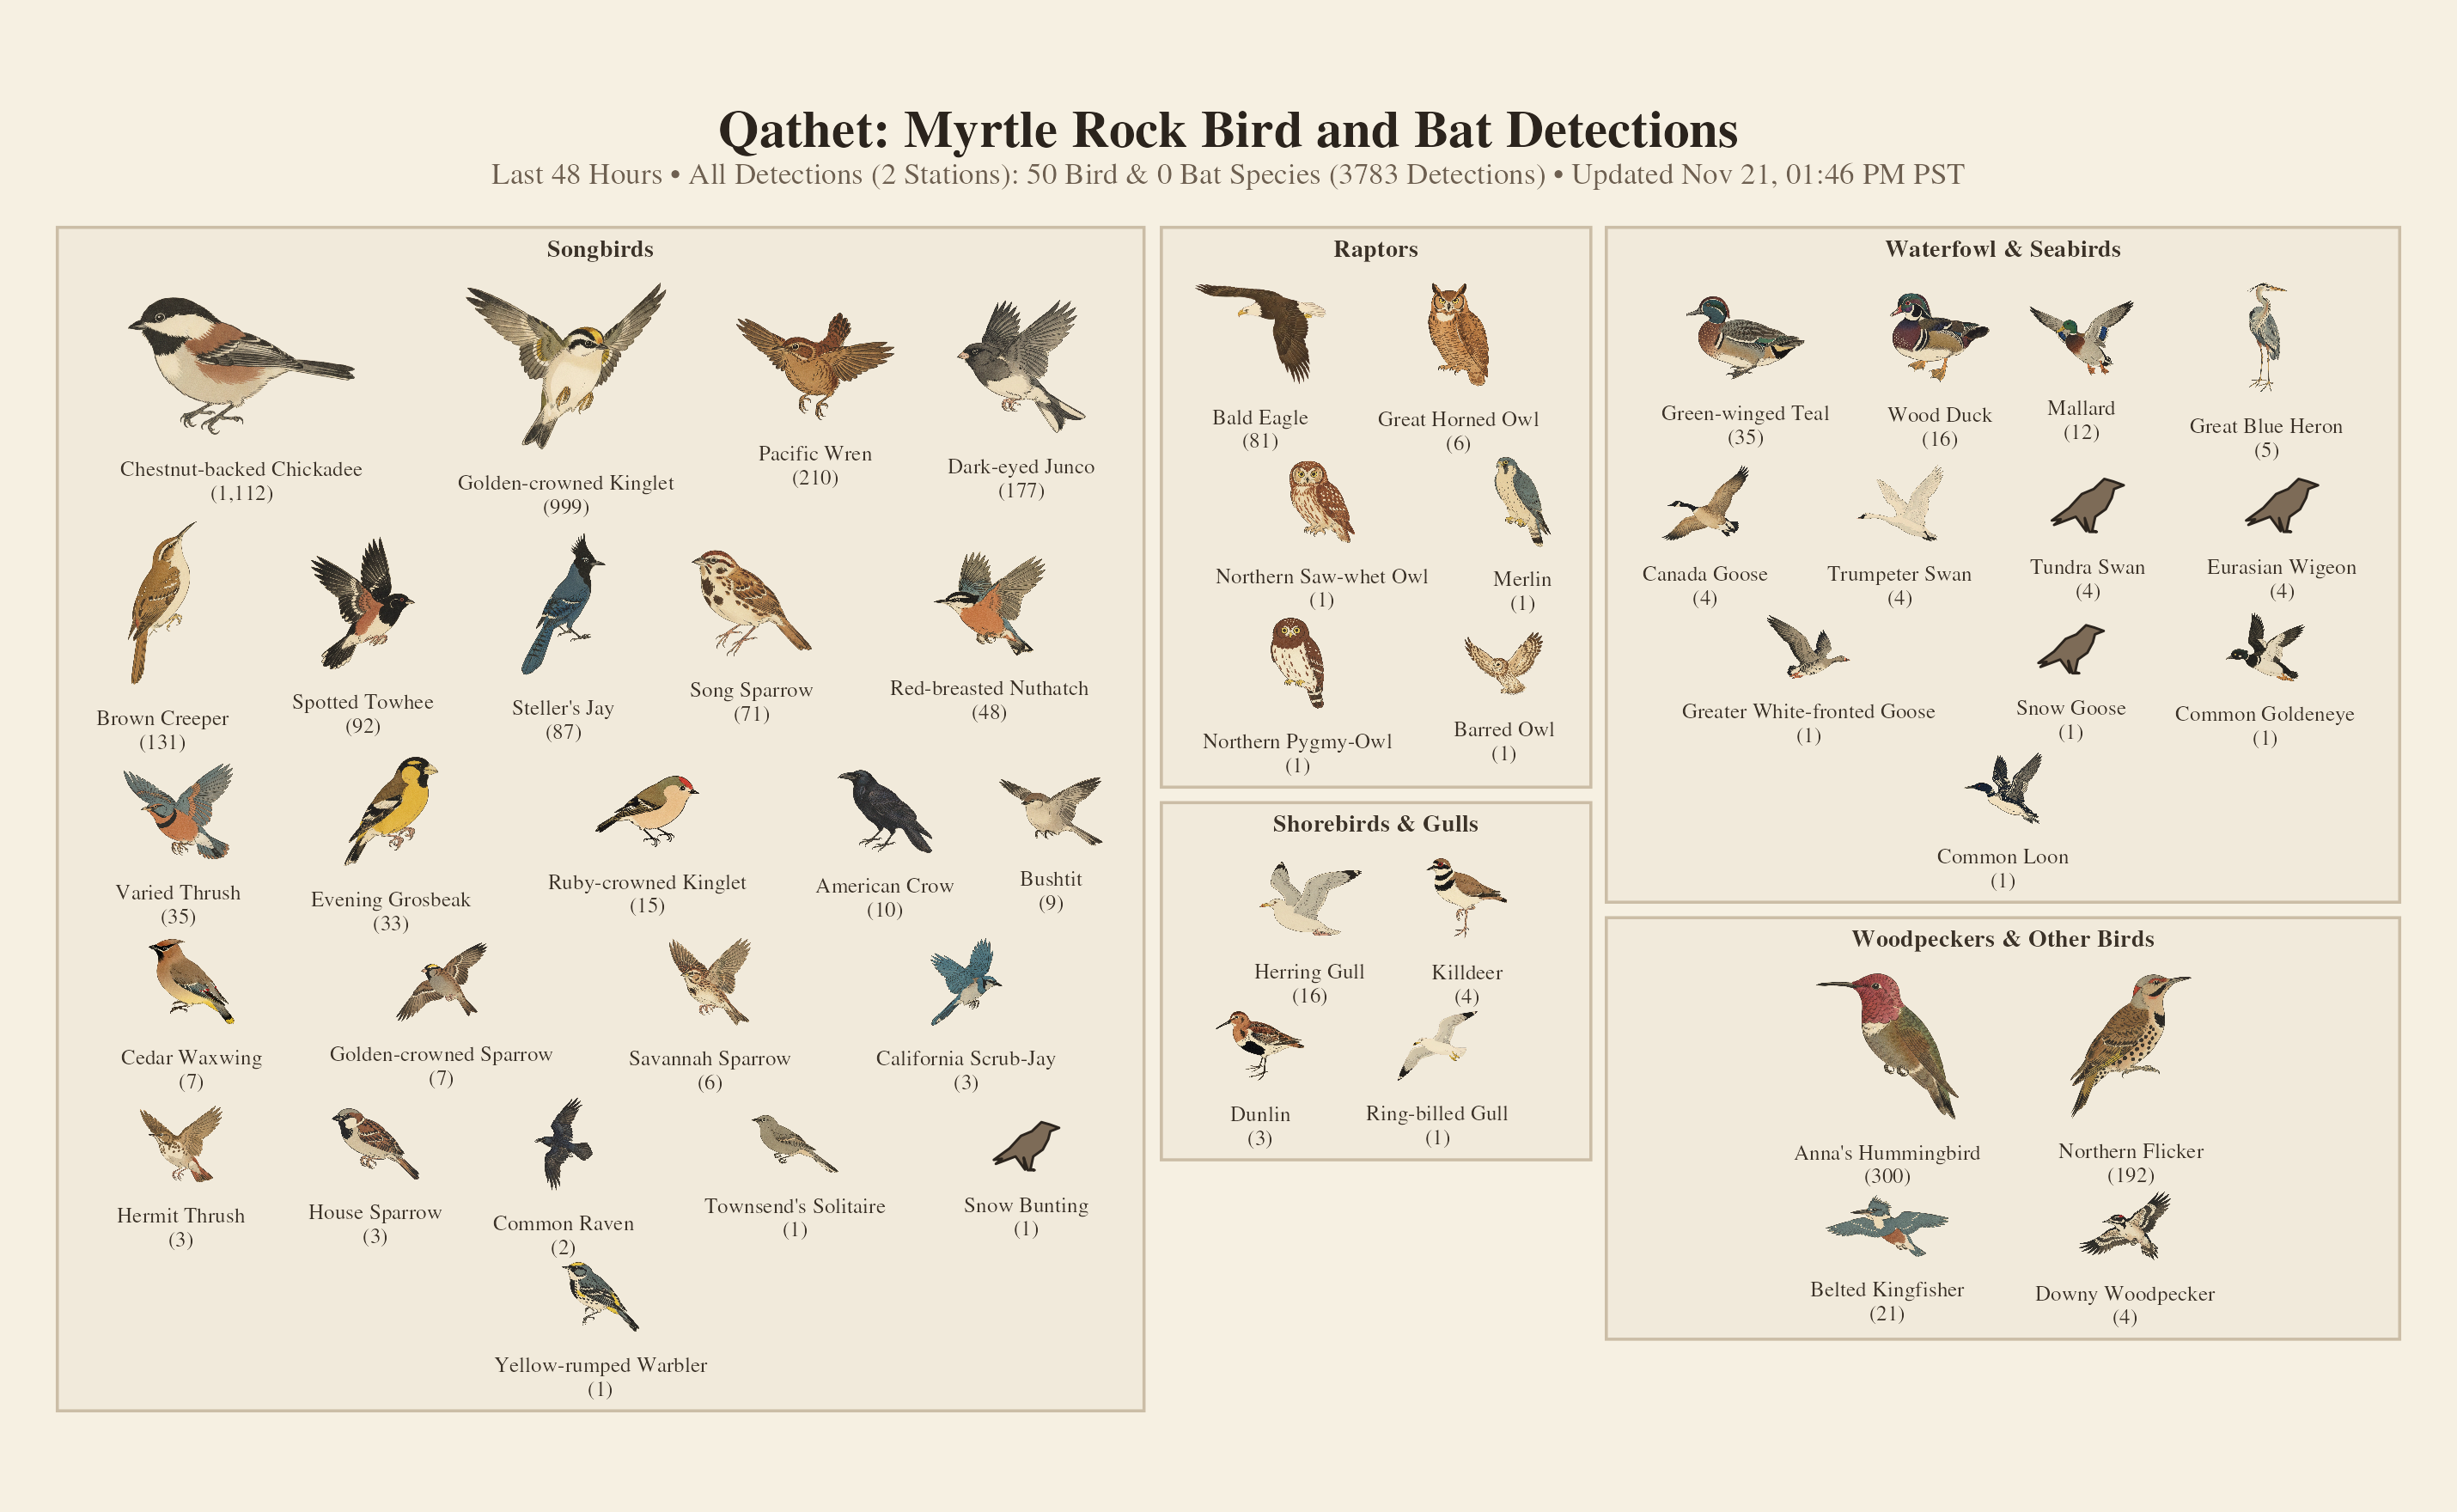 Qathet: Myrtle Rock Bird and Bat Detections
Last 48 Hours • All Detections (2 Stations): 50 Bird & 0 Bat Species (3783 Detections) • Updated Nov 21, 01:46 PM PST
Songbirds
Chestnut-backed Chickadee
(1,112)
Golden-crowned Kinglet
(999)
Pacific Wren
(210)
Dark-eyed Junco
(177)
Brown Creeper
(131)
Spotted Towhee
(92)
Steller's Jay
(87)
Song Sparrow
(71)
Red-breasted Nuthatch
(48)
Varied Thrush
(35)
Evening Grosbeak
(33)
Ruby-crowned Kinglet
(15)
American Crow
(10)
Bushtit
(9)
Cedar Waxwing
(7)
Golden-crowned Sparrow
(7)
Savannah Sparrow
(6)
California Scrub-Jay
(3)
Hermit Thrush
(3)
House Sparrow
(3)
Common Raven
(2)
Townsend's Solitaire
(1)
Snow Bunting
(1)
Yellow-rumped Warbler
(1)
Raptors
Bald Eagle
(81)
Great Horned Owl
(6)
Northern Saw-whet Owl
(1)
Merlin
(1)
Northern Pygmy-Owl
(1)
Barred Owl
(1)
Shorebirds & Gulls
Herring Gull
(16)
Killdeer
(4)
Dunlin
(3)
Ring-billed Gull
(1)
Waterfowl & Seabirds
Green-winged Teal
(35)
Wood Duck
(16)
Mallard
(12)
Great Blue Heron
(5)
Canada Goose
(4)
Trumpeter Swan
(4)
Tundra Swan
(4)
Eurasian Wigeon
(4)
Greater White-fronted Goose
(1)
Snow Goose
(1)
Common Goldeneye
(1)
Common Loon
(1)
Woodpeckers & Other Birds
Anna's Hummingbird
(300)
Northern Flicker
(192)
Belted Kingfisher
(21)
Downy Woodpecker
(4)